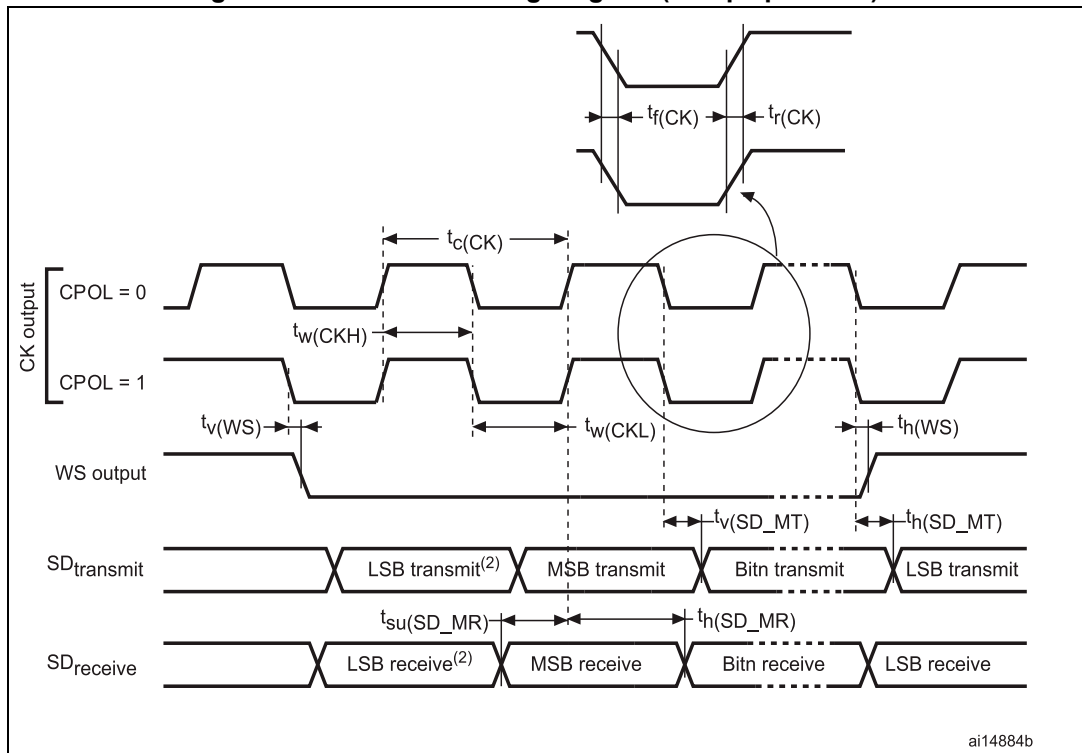 tf(CK)
tr(CK)
tc(CK)
CK output
CPOL = 0
tw(CKH)
CPOL = 1
tv(WS)
tw(CKL)
th(WS)
WS output
tv(SD_MT)
th(SD_MT)
SDtransmit
LSB transmit(2)
MSB transmit
Bitn transmit
LSB transmit
tsu(SD_MR)
th(SD_MR)
SDreceive
LSB receive(2)
MSB receive
Bitn receive
LSB receive
ai14884b